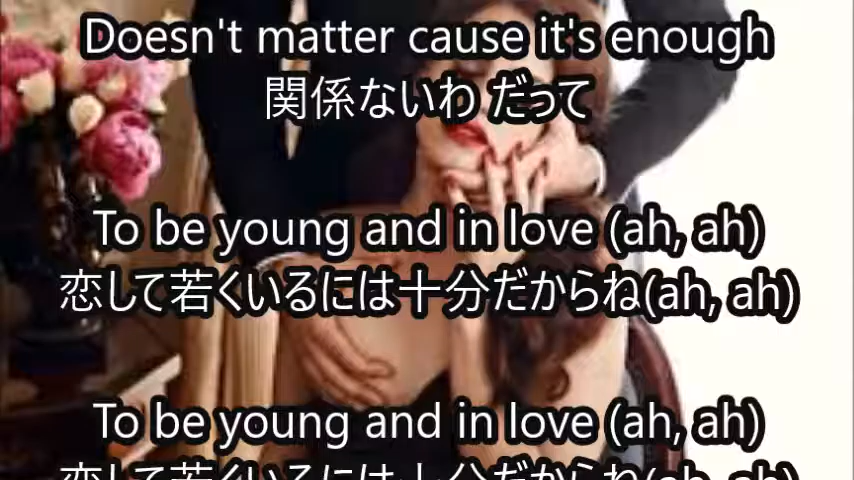 Doesn't matter cause it's enough
関係ないわ だって
To be young and in love (ah, ah)
恋して若くいるには十分だからね(ah, ah)
To be young and in love (ah, ah)
恋して若くいるには十分だからね(ah, ah)